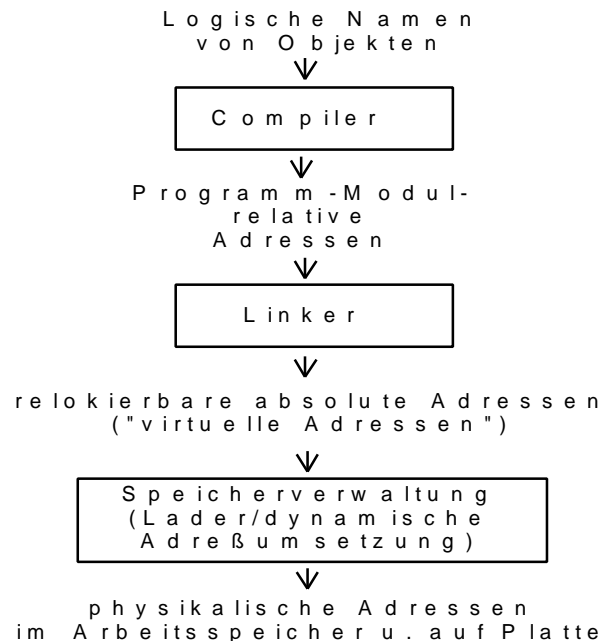 Logische Namen
von Objekten
Compiler
Programm-Modul-
relative
Adressen
Linker
relokierbare absolute Adressen
("virtuelle Adressen")
Speicherverwaltung
(Lader/dynamische
Adreßumsetzung)
physikalische Adressen
im Arbeitsspeicher u. auf Platte